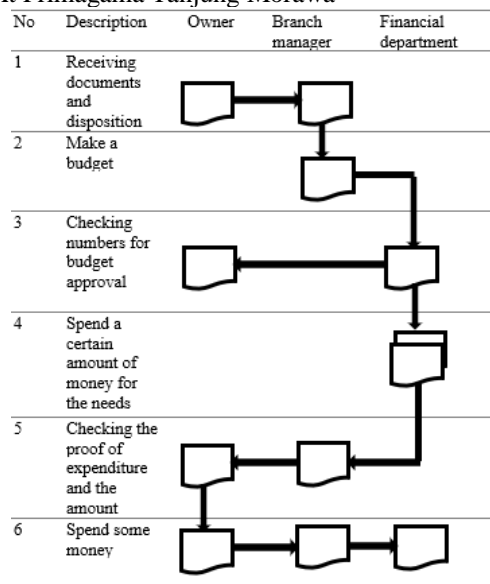 At Primagama Tanjung Morawa
No Description Owner Branch manager Financial department
1 Receiving
documents
and
disposition
2 Make a
budget
3 Checking
numbers for
budget
approval
4 Spend a
certain
amount of
money for
the needs
5 Checking the
proof of
expenditure
and the
amount
6 Spend some
money